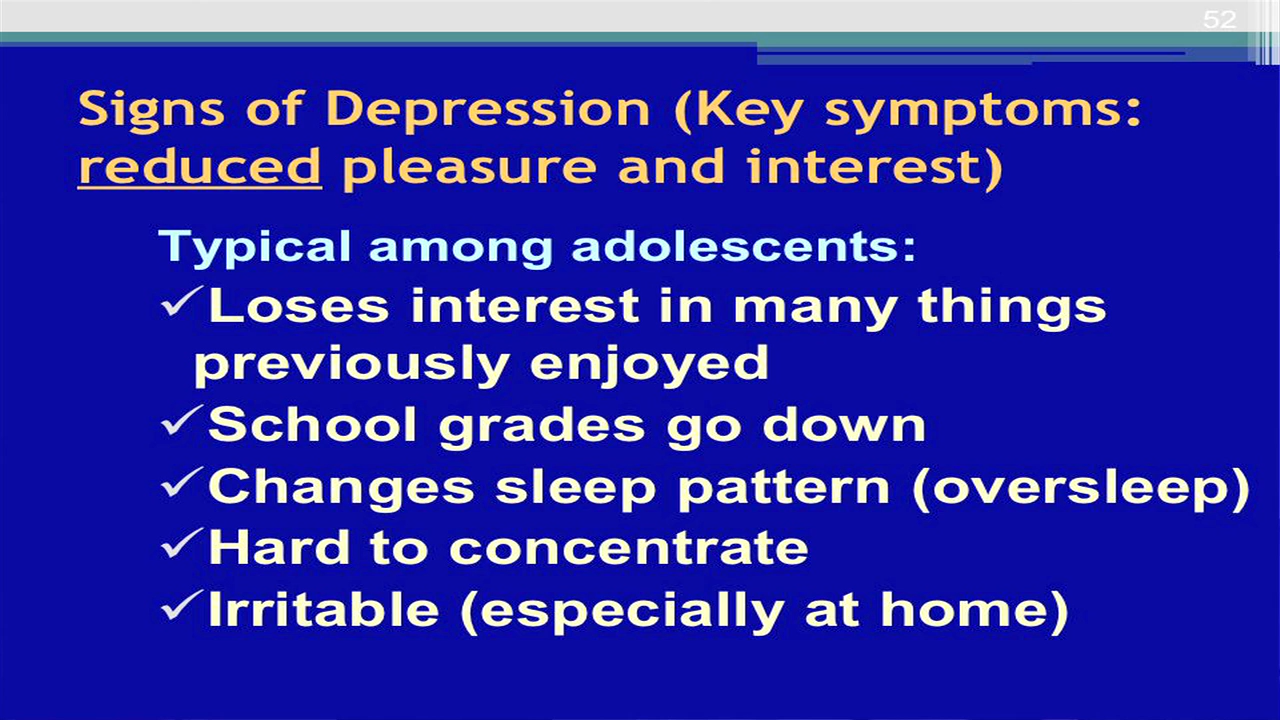 52
Signs of Depression (Key symptoms:
reduced pleasure and interest)
Typical among adolescents:
✓Loses interest in many things
previously enjoyed
✓School grades go down
✓Changes sleep pattern (oversleep)
✓Hard to concentrate
✓Irritable (especially at home)